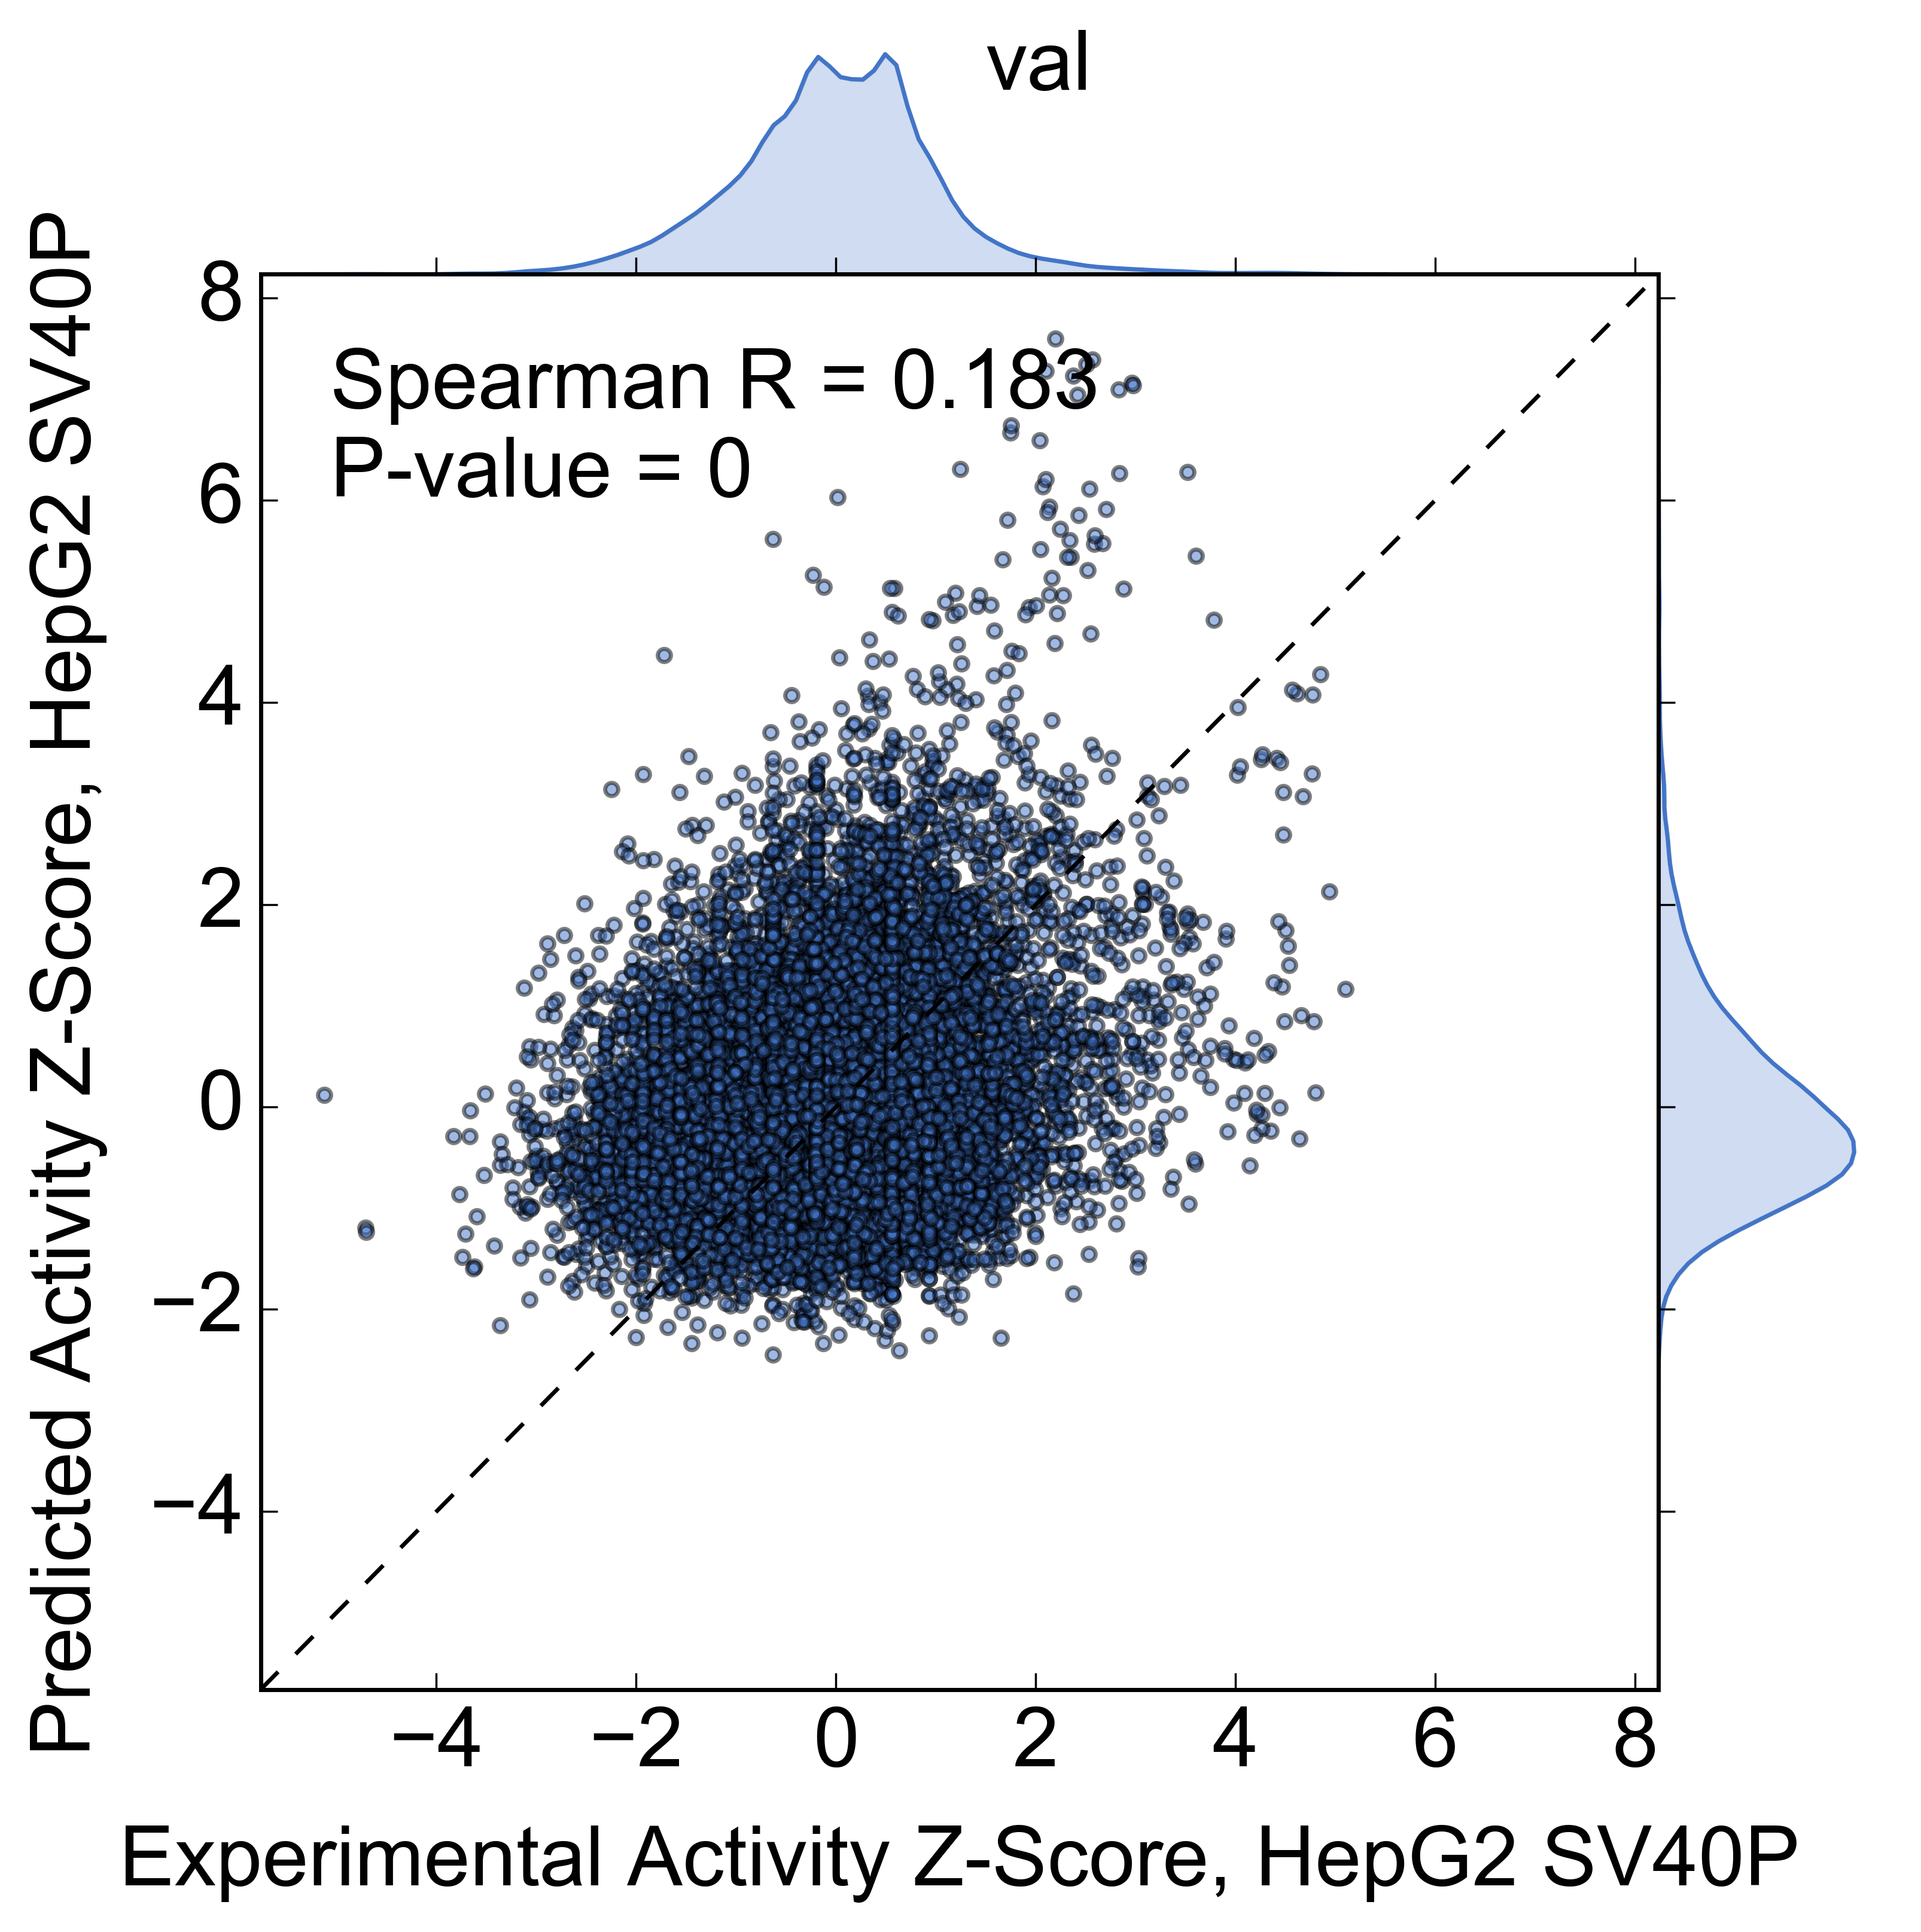 val
Spearman R = 0.183
P-value = 0
Predicted Activity Z-Score, HepG2 SV40P
8
6
4
2
0
−2
−4
−4 −2 0 2 4 6 8
Experimental Activity Z-Score, HepG2 SV40P